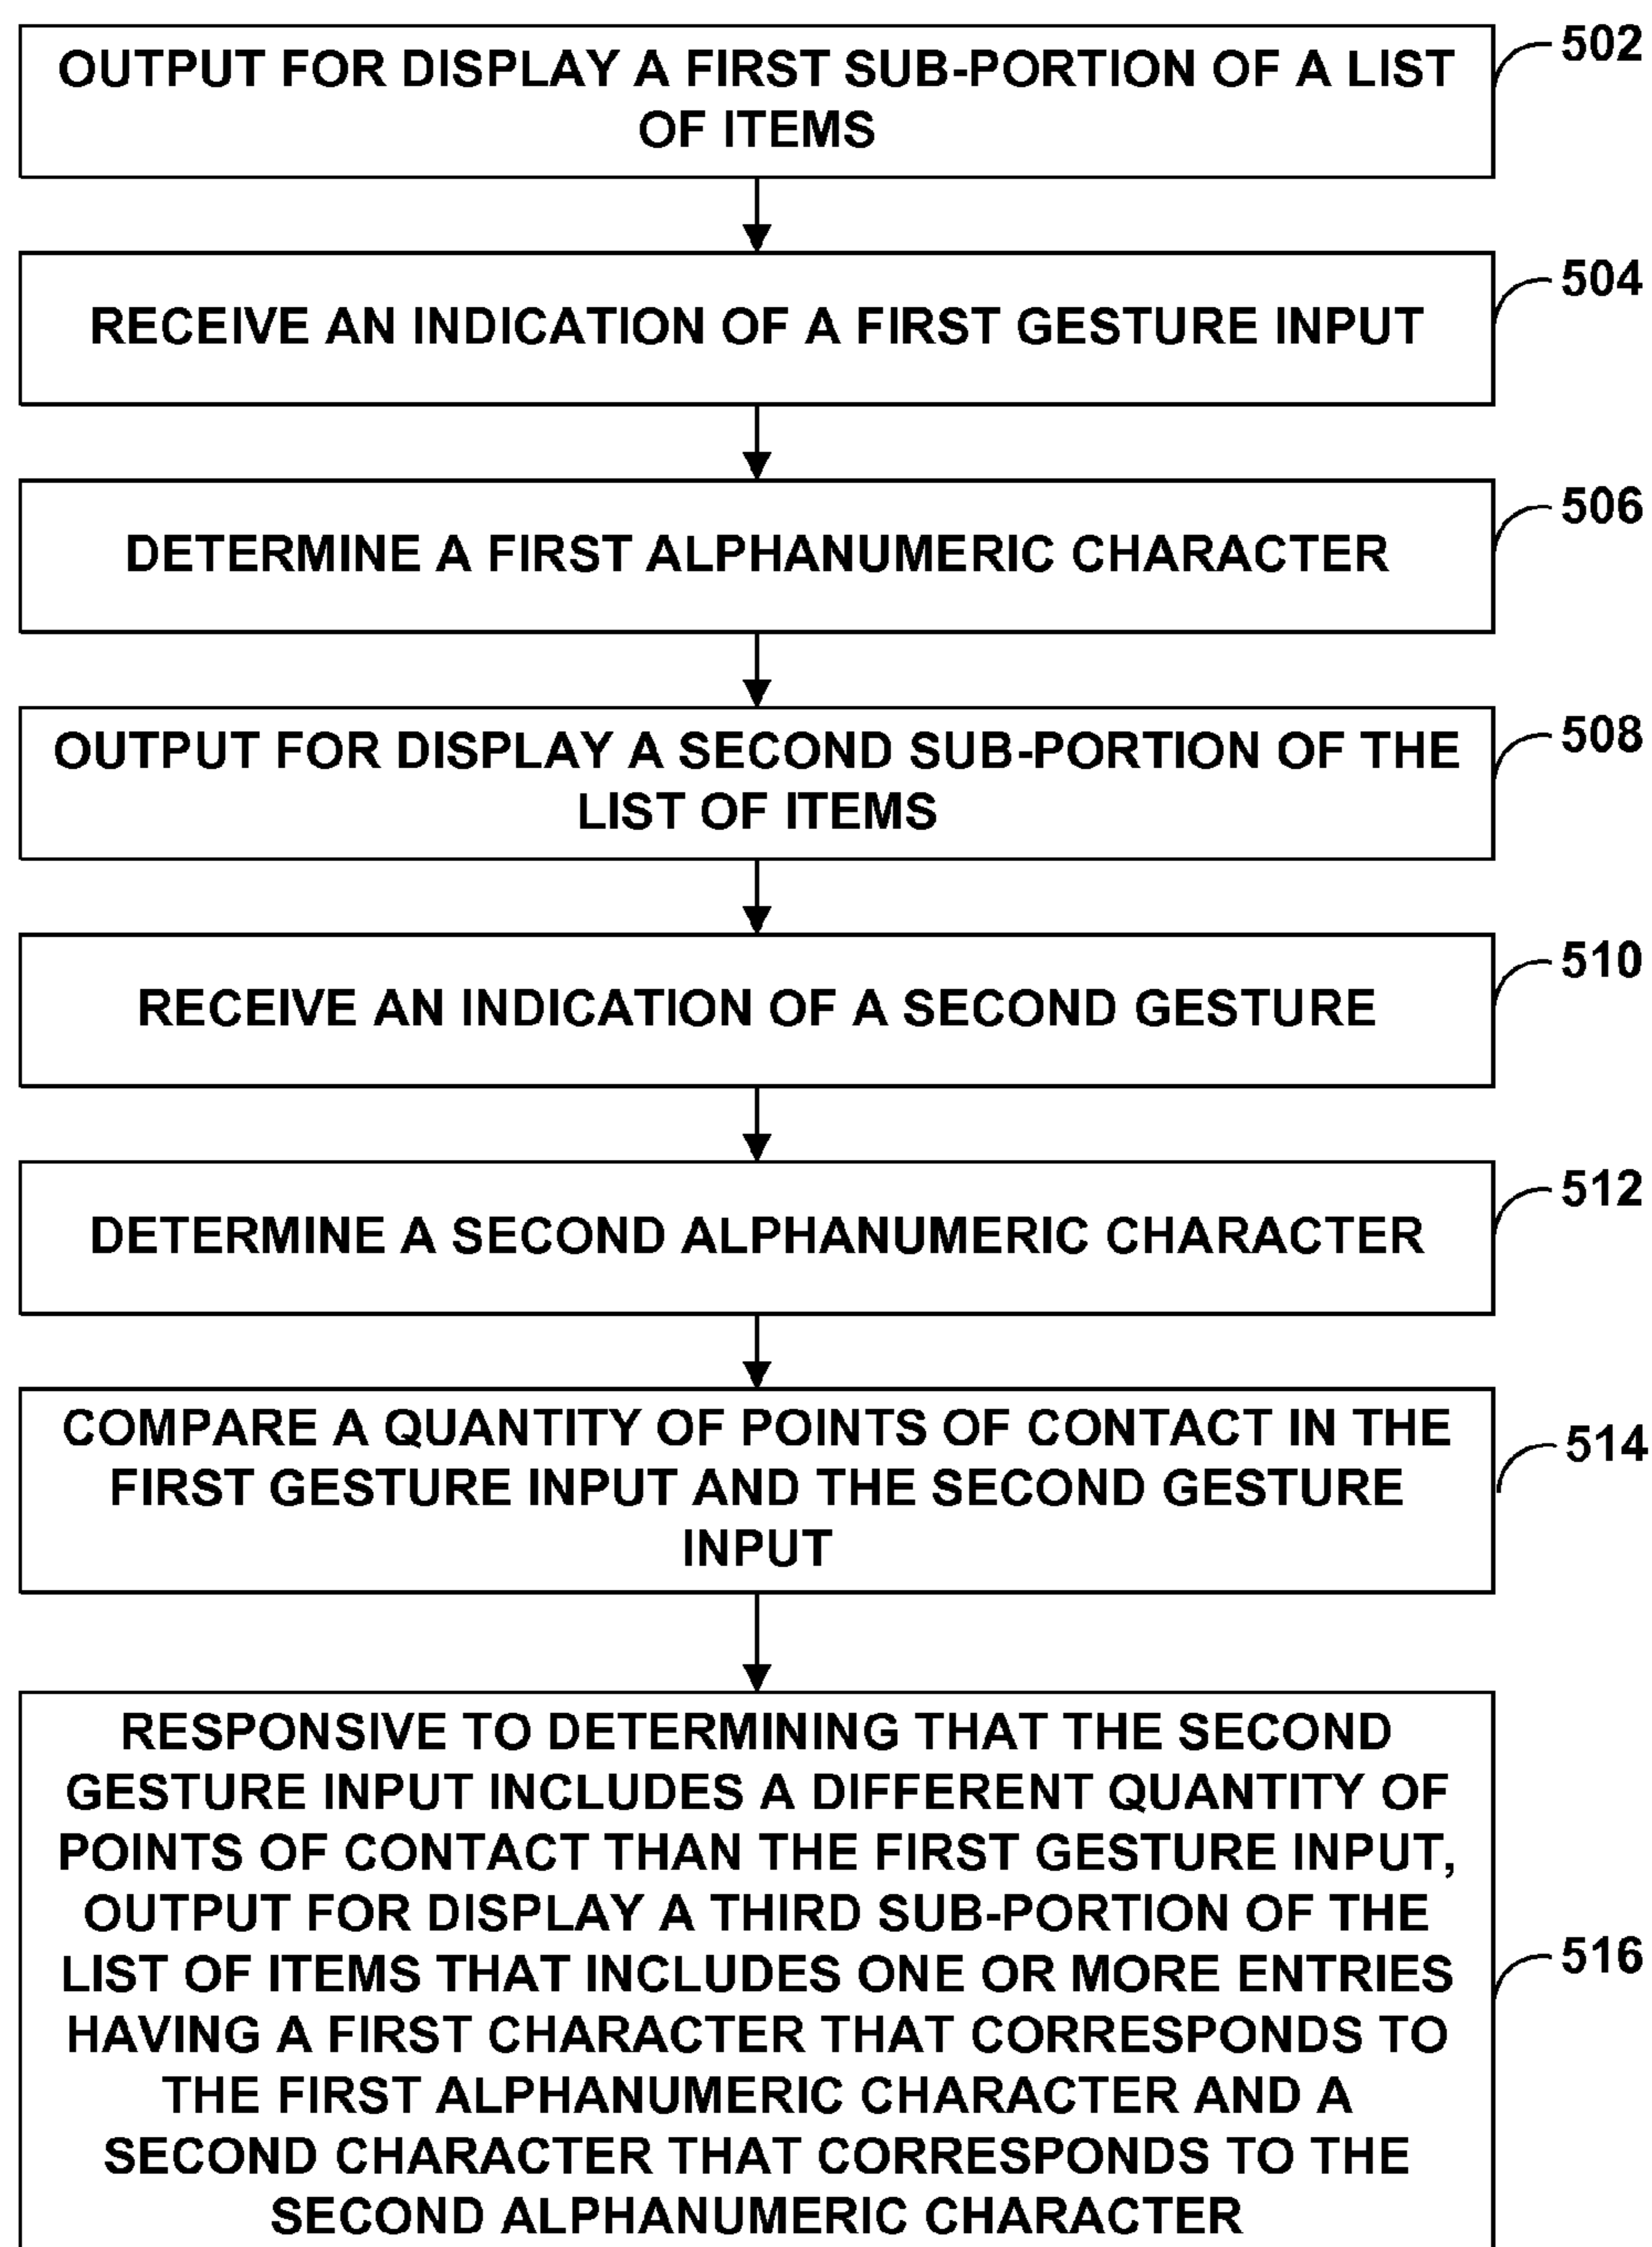 OUTPUT FOR DISPLAY A FIRST SUB-PORTION OF A LIST
OF ITEMS
502
RECEIVE AN INDICATION OF A FIRST GESTURE INPUT
504
DETERMINE A FIRST ALPHANUMERIC CHARACTER
506
OUTPUT FOR DISPLAY A SECOND SUB-PORTION OF THE
LIST OF ITEMS
508
RECEIVE AN INDICATION OF A SECOND GESTURE
510
DETERMINE A SECOND ALPHANUMERIC CHARACTER
512
COMPARE A QUANTITY OF POINTS OF CONTACT IN THE
FIRST GESTURE INPUT AND THE SECOND GESTURE
INPUT
514
RESPONSIVE TO DETERMINING THAT THE SECOND
GESTURE INPUT INCLUDES A DIFFERENT QUANTITY OF
POINTS OF CONTACT THAN THE FIRST GESTURE INPUT,
OUTPUT FOR DISPLAY A THIRD SUB-PORTION OF THE
LIST OF ITEMS THAT INCLUDES ONE OR MORE ENTRIES
HAVING A FIRST CHARACTER THAT CORRESPONDS TO
THE FIRST ALPHANUMERIC CHARACTER AND A
SECOND CHARACTER THAT CORRESPONDS TO THE
SECOND ALPHANUMERIC CHARACTER
516